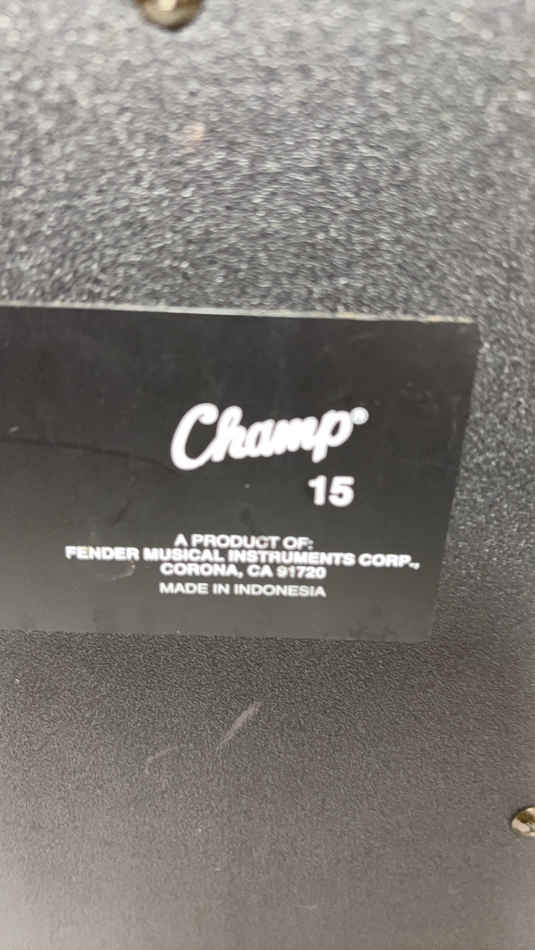 Champ®
15
A PRODUCT OF:
FENDER MUSICAL INSTRUMENTS CORP.,
CORONA, CA 91720
MADE IN INDONESIA